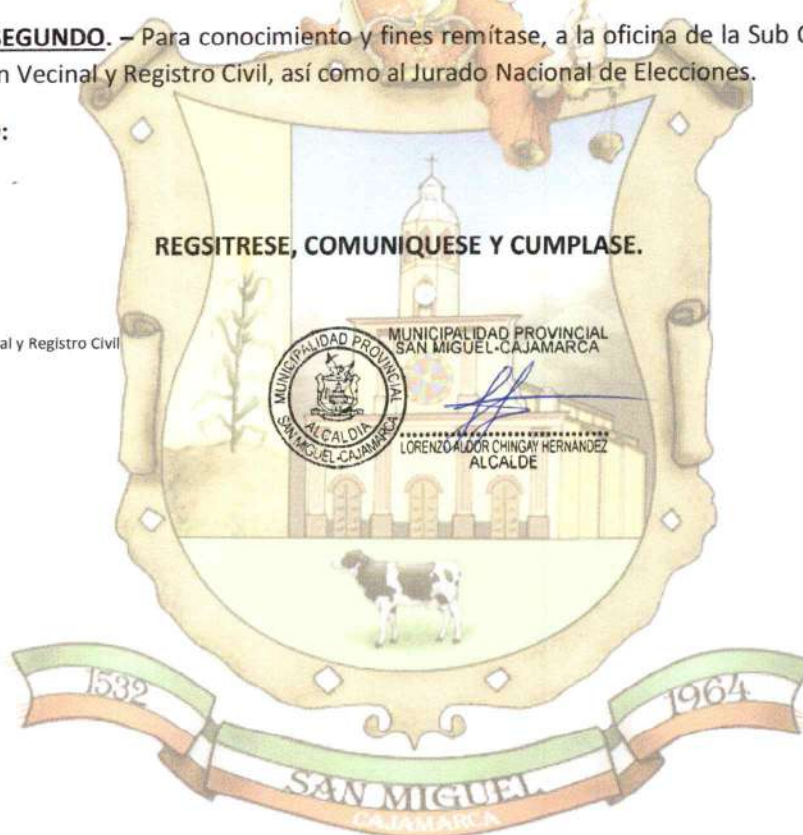 SEGUNDO. – Para conocimiento y fines remítase, a la oficina de la Sub
n Vecinal y Registro Civil, así como al Jurado Nacional de Elecciones.
:
REGSITRESE, COMUNIQUESE Y CUMPLASE.
al y Registro Civil
MUNICIPALIDAD PROVINCIAL
SAN MIGUEL-CAJAMARCA
ALCALDIA
MUNICIPALIDAD PROVINCIAL
SAN MIGUEL-CAJAMARCA
LORENZO ALDOR CHINGAY HERNANDEZ
ALCALDE
1532
1964
SAN MIGUEL
CAJAMARCA